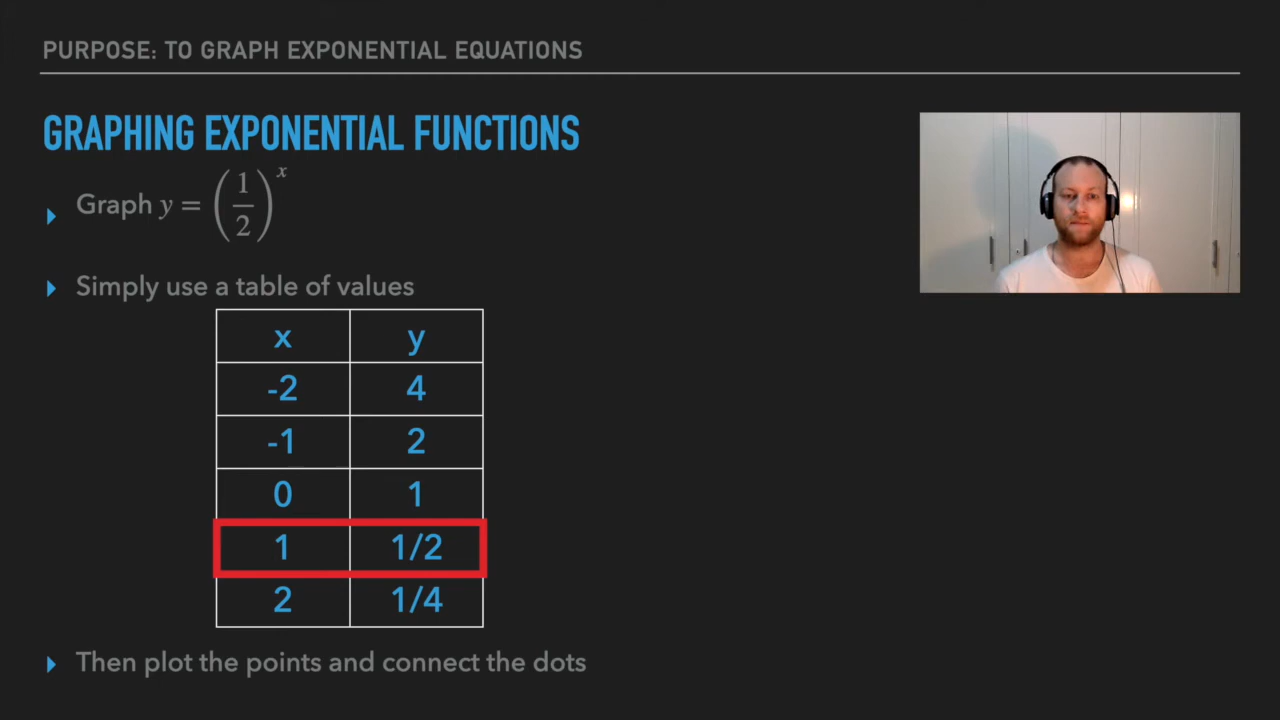 PURPOSE: TO GRAPH EXPONENTIAL EQUATIONS
GRAPHING EXPONENTIAL FUNCTIONS
Graph y = (1/2)^x
Simply use a table of values
x y
-2 4
-1 2
0 1
1 1/2
2 1/4
Then plot the points and connect the dots